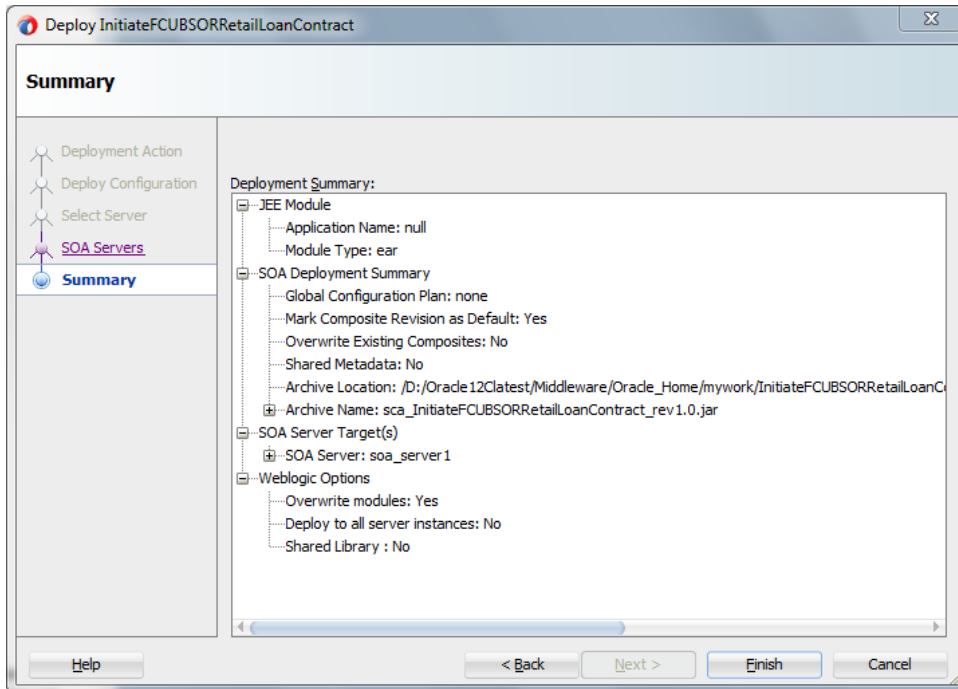 Deploy InitiateFCUBSORRetailLoanContract
Summary
Deployment Action
Deploy Configuration
Select Server
SOA Servers
Summary
Deployment Summary:
JEE Module
Application Name: null
Module Type: ear
SOA Deployment Summary
Global Configuration Plan: none
Mark Composite Revision as Default: Yes
Overwrite Existing Composites: No
Shared Metadata: No
Archive Location: /D:/Oracle12Clatest/Middleware/Oracle_Home/mywork/InitiateFCUBSORRetailLoanC
Archive Name: sca_InitiateFCUBSORRetailLoanContract_rev1.0.jar
SOA Server Target(s)
SOA Server: soa_server1
Weblogic Options
Overwrite modules: Yes
Deploy to all server instances: No
Shared Library : No
Help
< Back
Next >
Finish
Cancel